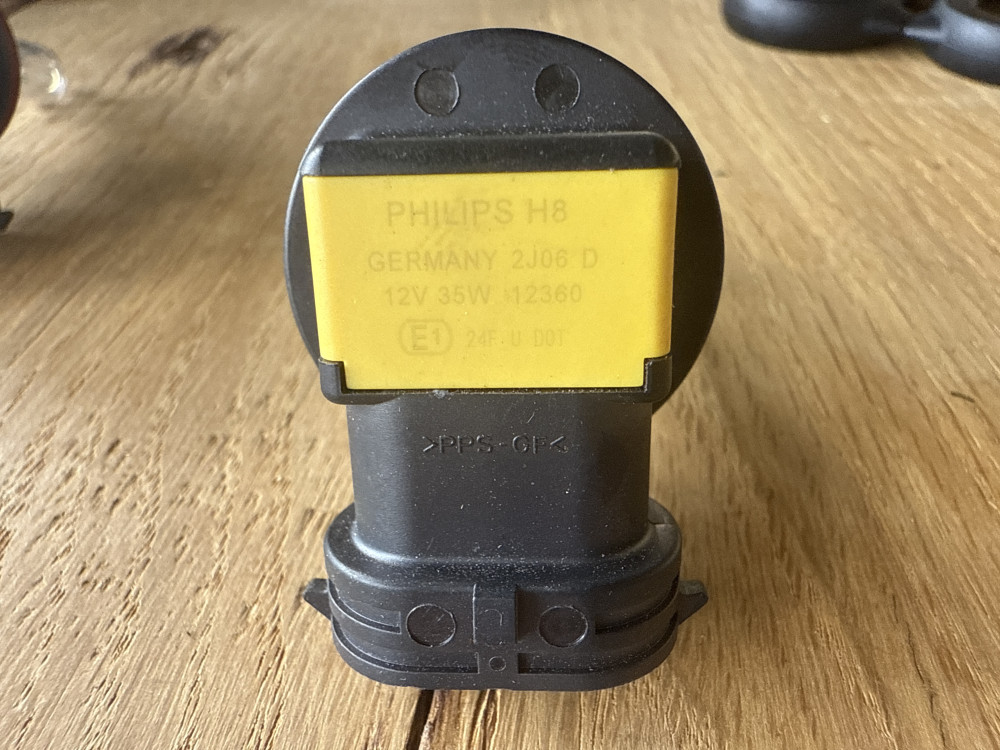 PHILIPS H8
GERMANY 2J06 D
12V 35W 12360
E1 24F U DOT
>PPS-GF<